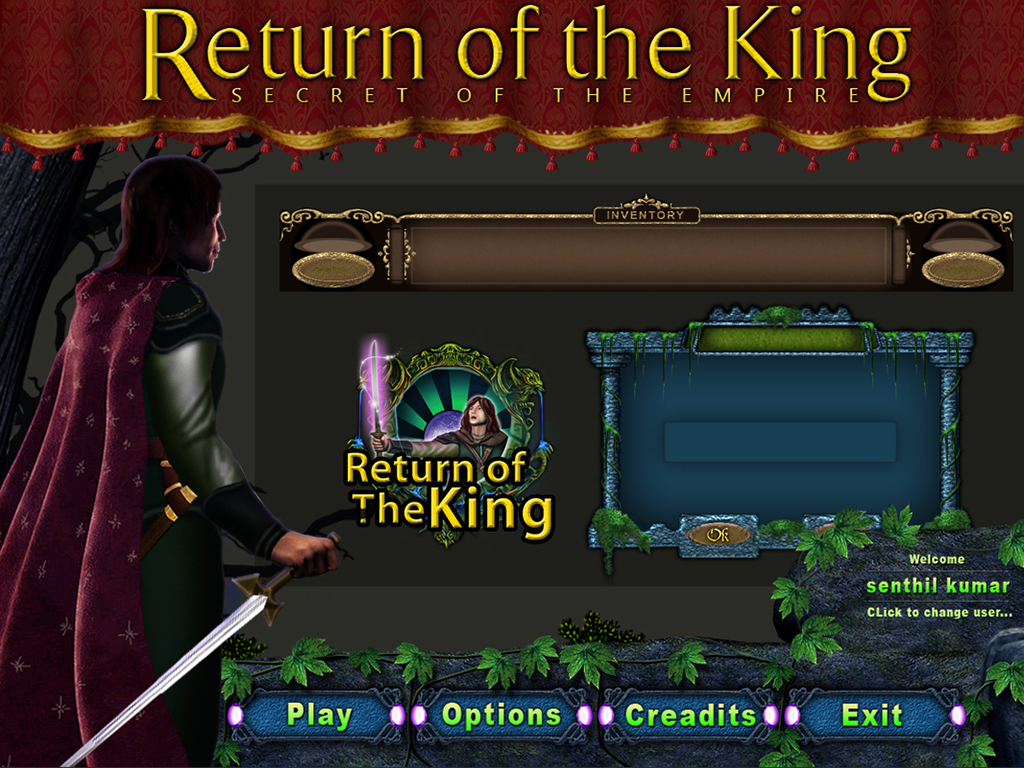 Return of the King
SECRET OF THE EMPIRE
INVENTORY
Return of
The King
Ok
Welcome
senthil kumar
CLick to change user...
Play
Options
Creadits
Exit